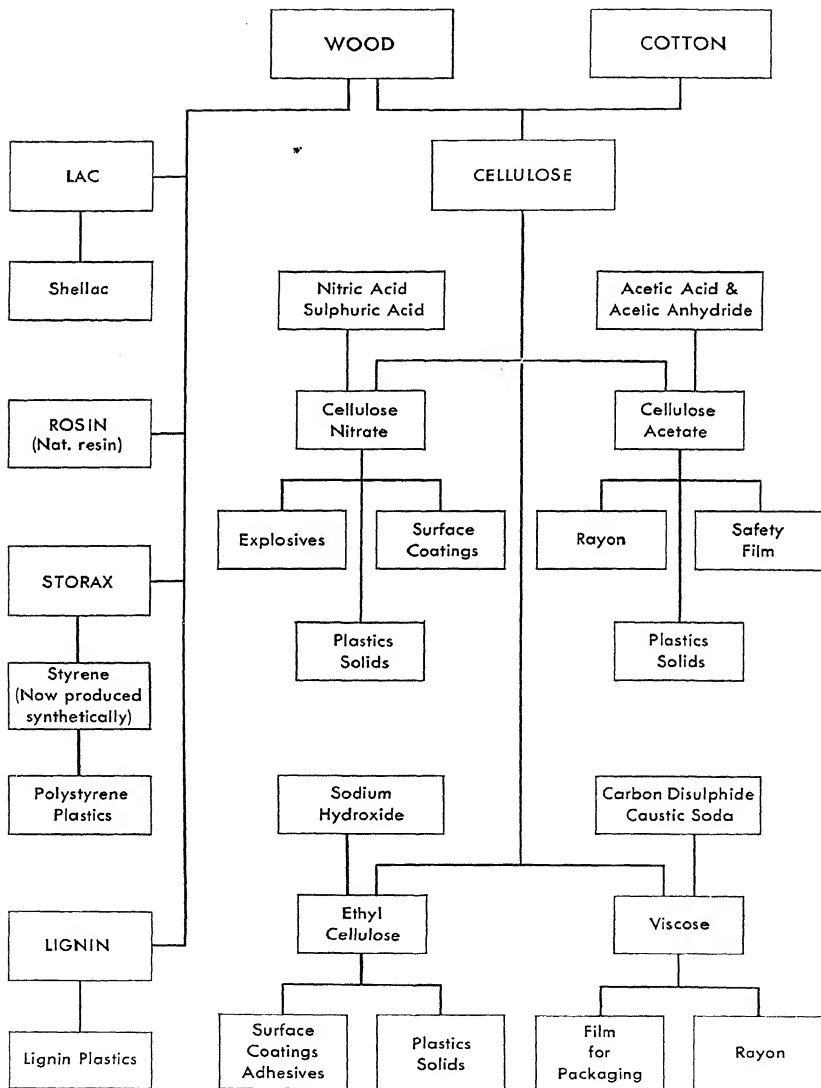 WOOD
COTTON
LAC
CELLULOSE
Shellac
Nitric Acid
Sulphuric Acid
Acetic Acid &
Acetic Anhydride
ROSIN
(Nat. resin)
Cellulose
Nitrate
Cellulose
Acetate
Explosives
Surface
Coatings
Rayon
Safety
Film
STORAX
Plastics
Solids
Plastics
Solids
Styrene
(Now produced
synthetically)
Polystyrene
Plastics
Sodium
Hydroxide
Carbon Disulphide
Caustic Soda
LIGNIN
Ethyl
Cellulose
Viscose
Lignin Plastics
Surface
Coatings
Adhesives
Plastics
Solids
Film
for
Packaging
Rayon